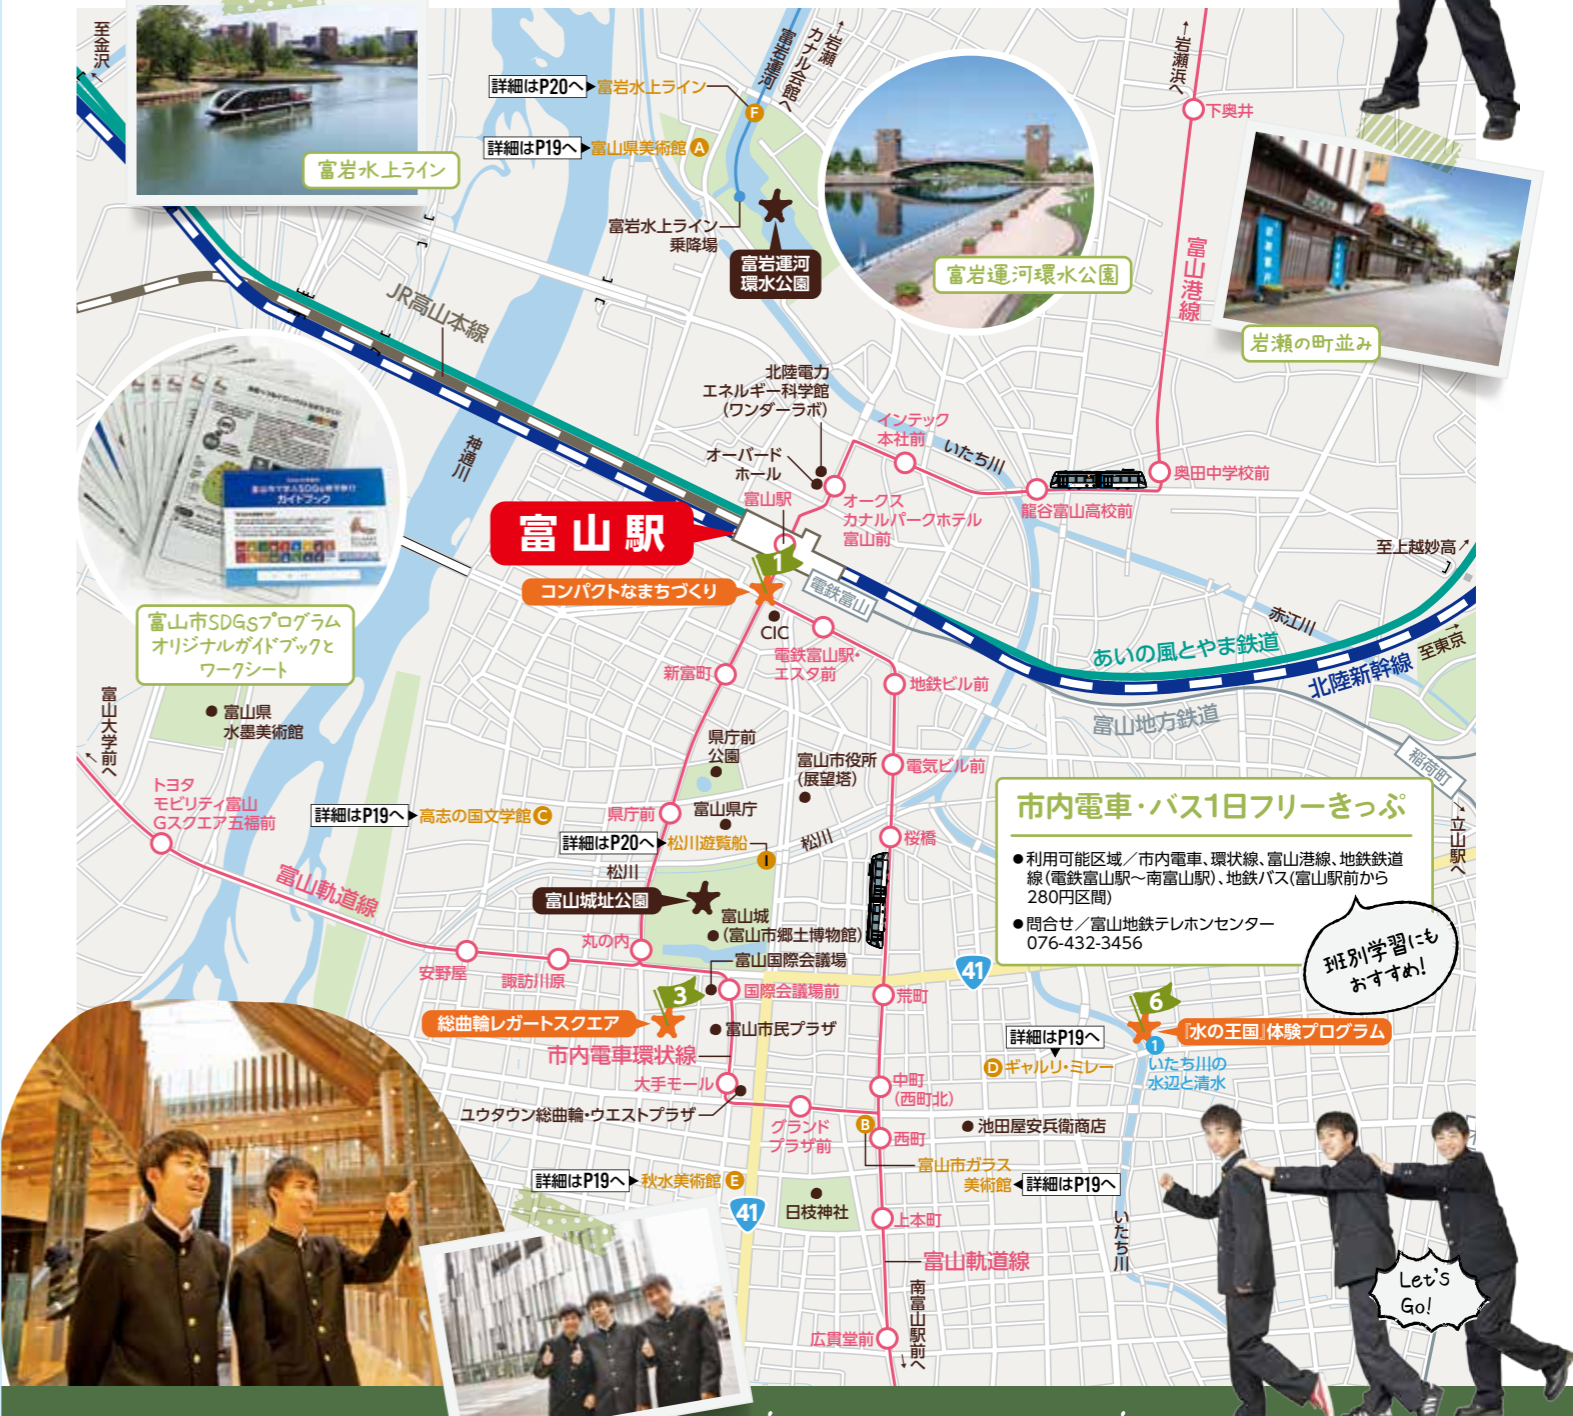 至金沢
富岩水上ライン
詳細はP20へ
富岩水上ライン
F
富岩運河
←岩瀬
カナル会館へ
詳細はP19へ
富山県美術館 A
富岩水上ライン
乗降場
富岩運河
環水公園
富岩運河環水公園
←岩瀬浜へ
下奥井
富山港線
岩瀬の町並み
JR高山本線
神通川
ガイドブック
富山市SDGsプログラム
オリジナルガイドブックと
ワークシート
北陸電力
エネルギー科学館
(ワンダーラボ)
オーバード
ホール
富山駅
インテック
本社前
いたち川
オークス
カナルパークホテル
富山前
龍谷富山高校前
奥田中学校前
至上越妙高
富山駅
1
コンパクトなまちづくり
電鉄富山
CIC
電鉄富山駅・
エスタ前
新富町
地鉄ビル前
赤江川
あいの風とやま鉄道
北陸新幹線
至東京
富山地方鉄道
稲荷町
→立山駅へ
富山県
水墨美術館
富山大学前へ
トヨタ
モビリティ富山
Gスクエア五福前
県庁前
公園
富山市役所
(展望塔)
電気ビル前
詳細はP19へ
高志の国文学館 C
県庁前
富山県庁
詳細はP20へ
松川遊覧船
I
松川
桜橋
松川
富山城址公園
富山城
(富山市郷土博物館)
富山軌道線
丸の内
富山国際会議場
安野屋
諏訪川原
国際会議場前
41
荒町
3
総曲輪レガートスクエア
富山市民プラザ
市内電車環状線
大手モール
ユウタウン総曲輪・ウエストプラザ
グランド
プラザ前
中町
(西町北)
B
西町
市内電車・バス1日フリーきっぷ
●利用可能区域／市内電車、環状線、富山港線、地鉄鉄道
線(電鉄富山駅〜南富山駅)、地鉄バス(富山駅前から
280円区間)
●問合せ／富山地鉄テレホンセンター
076-432-3456
班別学習にも
おすすめ!
6
『水の王国』体験プログラム
1
いたち川の
水辺と清水
詳細はP19へ
D ギャルリ・ミレー
池田屋安兵衛商店
富山市ガラス
美術館
詳細はP19へ
詳細はP19へ
秋水美術館 E
41
日枝神社
上本町
富山軌道線
いたち川
南富山駅前へ
広貫堂前
Let's
Go!